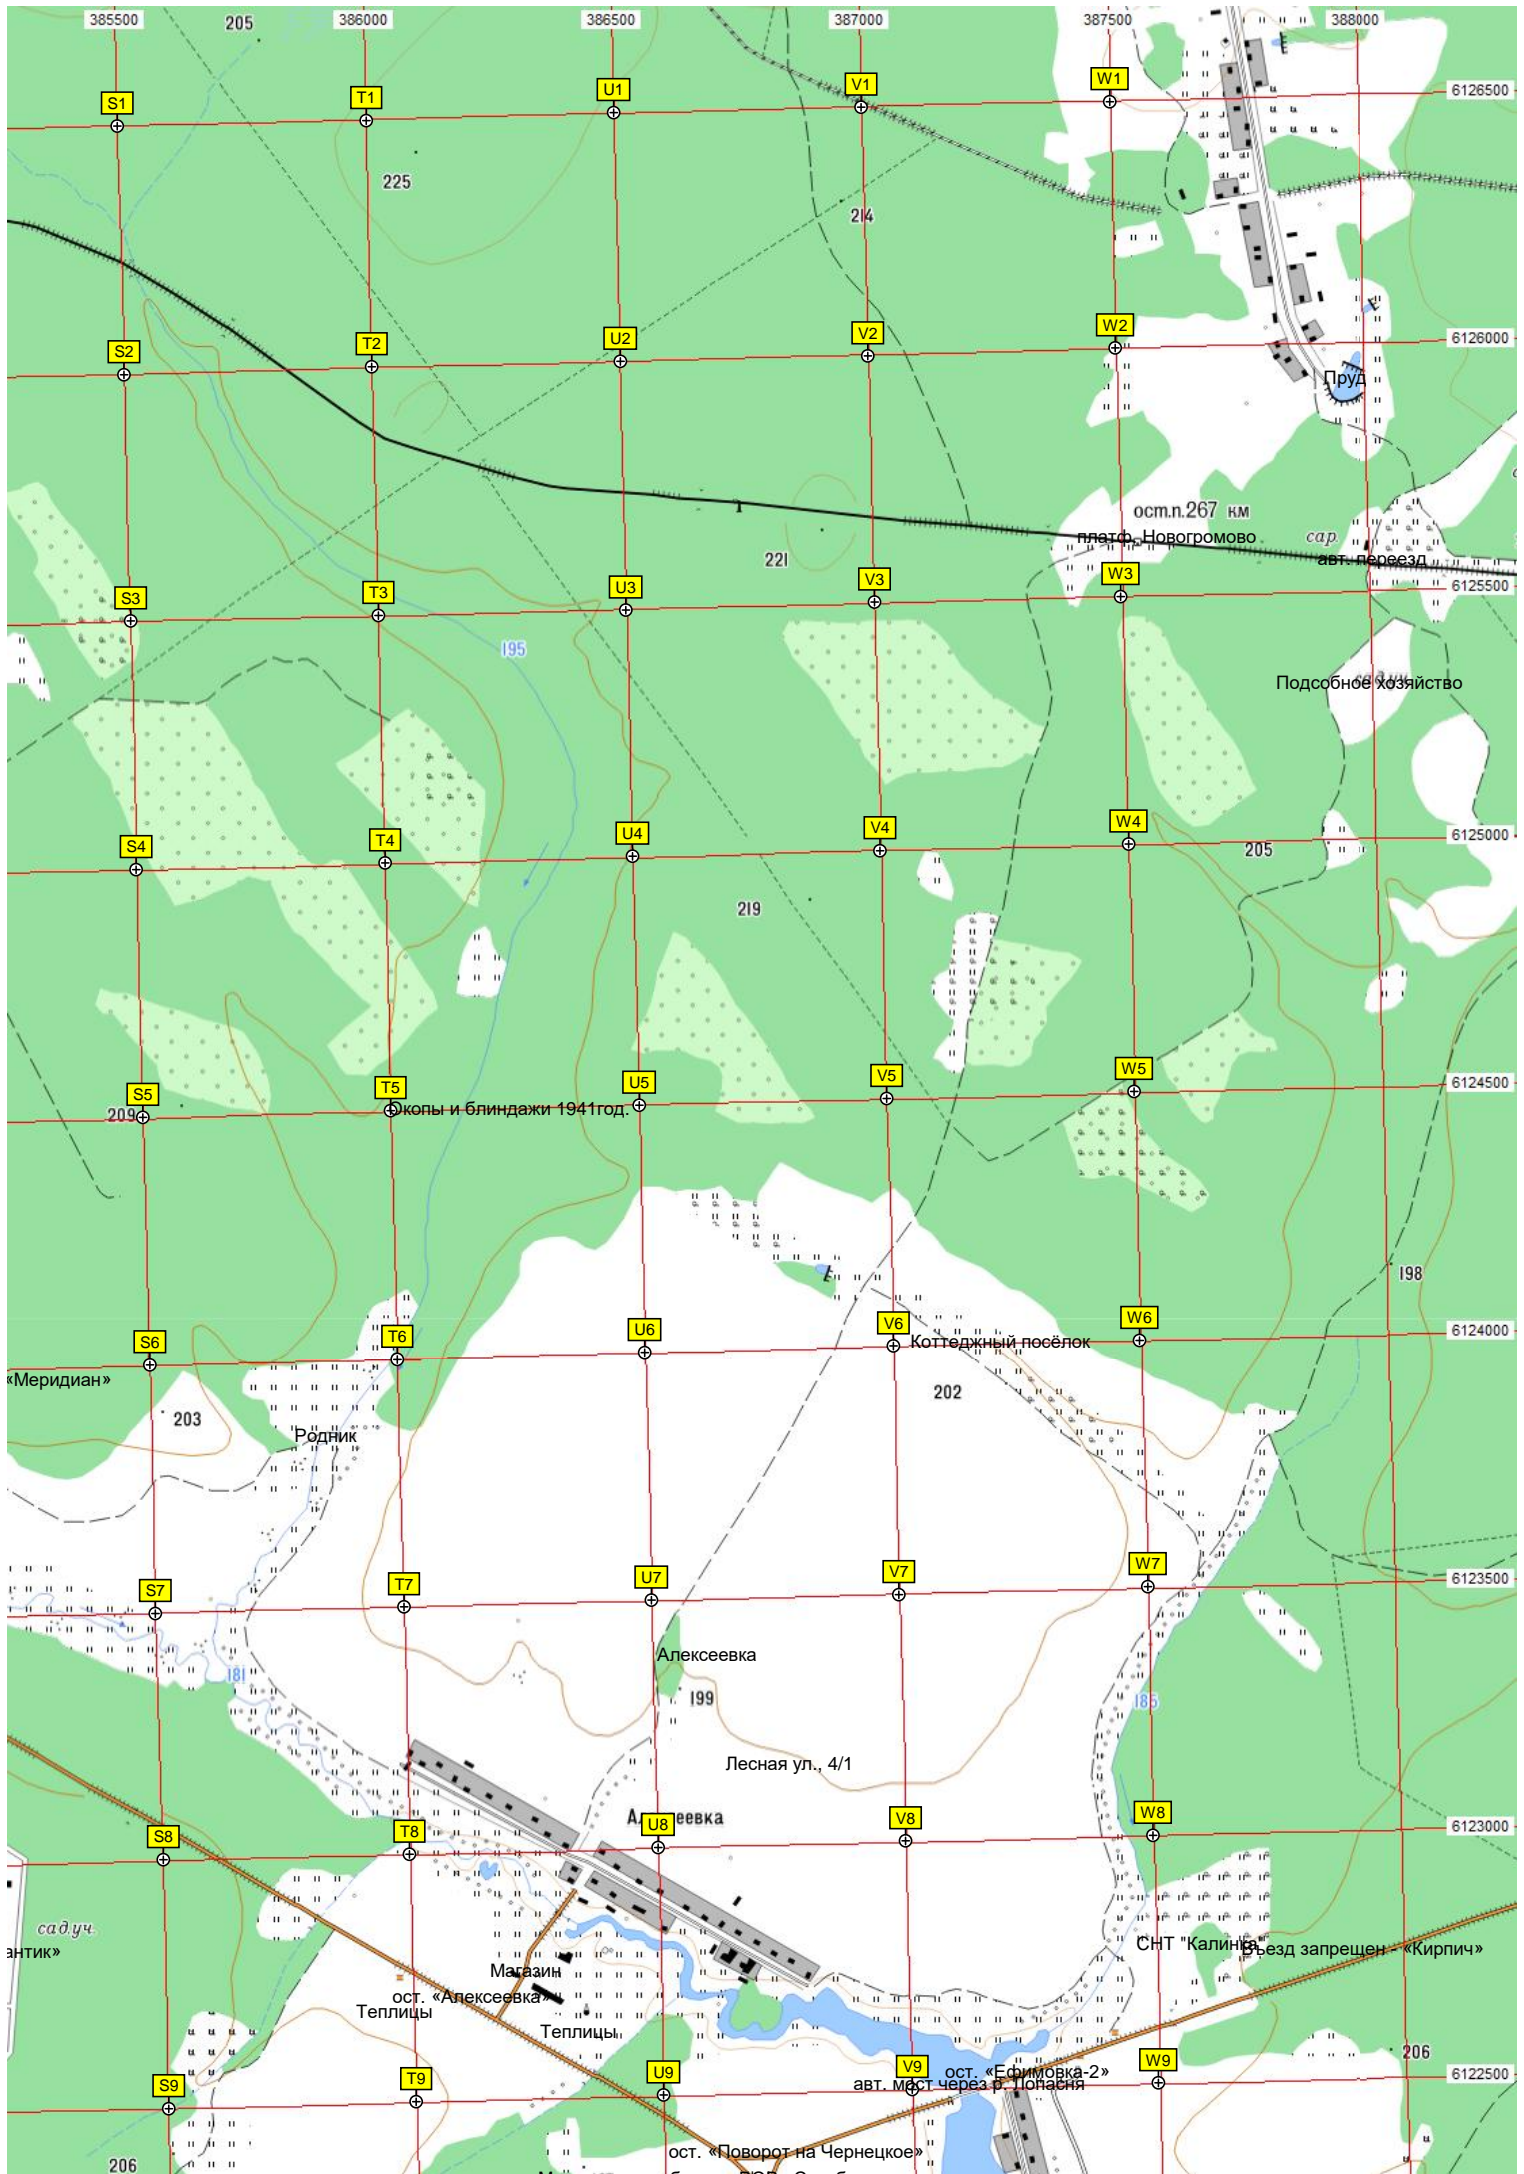 385500
386000
386500
387000
387500
388000
205
S1
T1
U1
V1
W1
6126500
225
214
S2
T2
U2
V2
W2
6126000
Пруд
ост.п.267 км
платф. Новогромово
сар.
авт. переезд
221
S3
T3
U3
V3
W3
6125500
195
Подсобное хозяйство
сад.уч.
S4
T4
U4
V4
W4
6125000
205
219
S5
T5
U5
V5
W5
6124500
209
Окопы и блиндажи 1941год.
198
S6
T6
U6
V6
W6
6124000
Коттеджный посёлок
«Меридиан»
202
203
Родник
S7
T7
U7
V7
W7
6123500
Алексеевка
181
199
185
Лесная ул., 4/1
S8
T8
U8
V8
W8
6123000
сад.уч.
антик»
СНТ "Калинка"
Въезд запрещен - «Кирпич»
Магазин
ост. «Алексеевка»
Теплицы
Теплицы
206
S9
T9
U9
V9
W9
6122500
ост. «Ефимовка-2»
авт. мост через р. Лопасня
ост. «Поворот на Чернецкое»
206